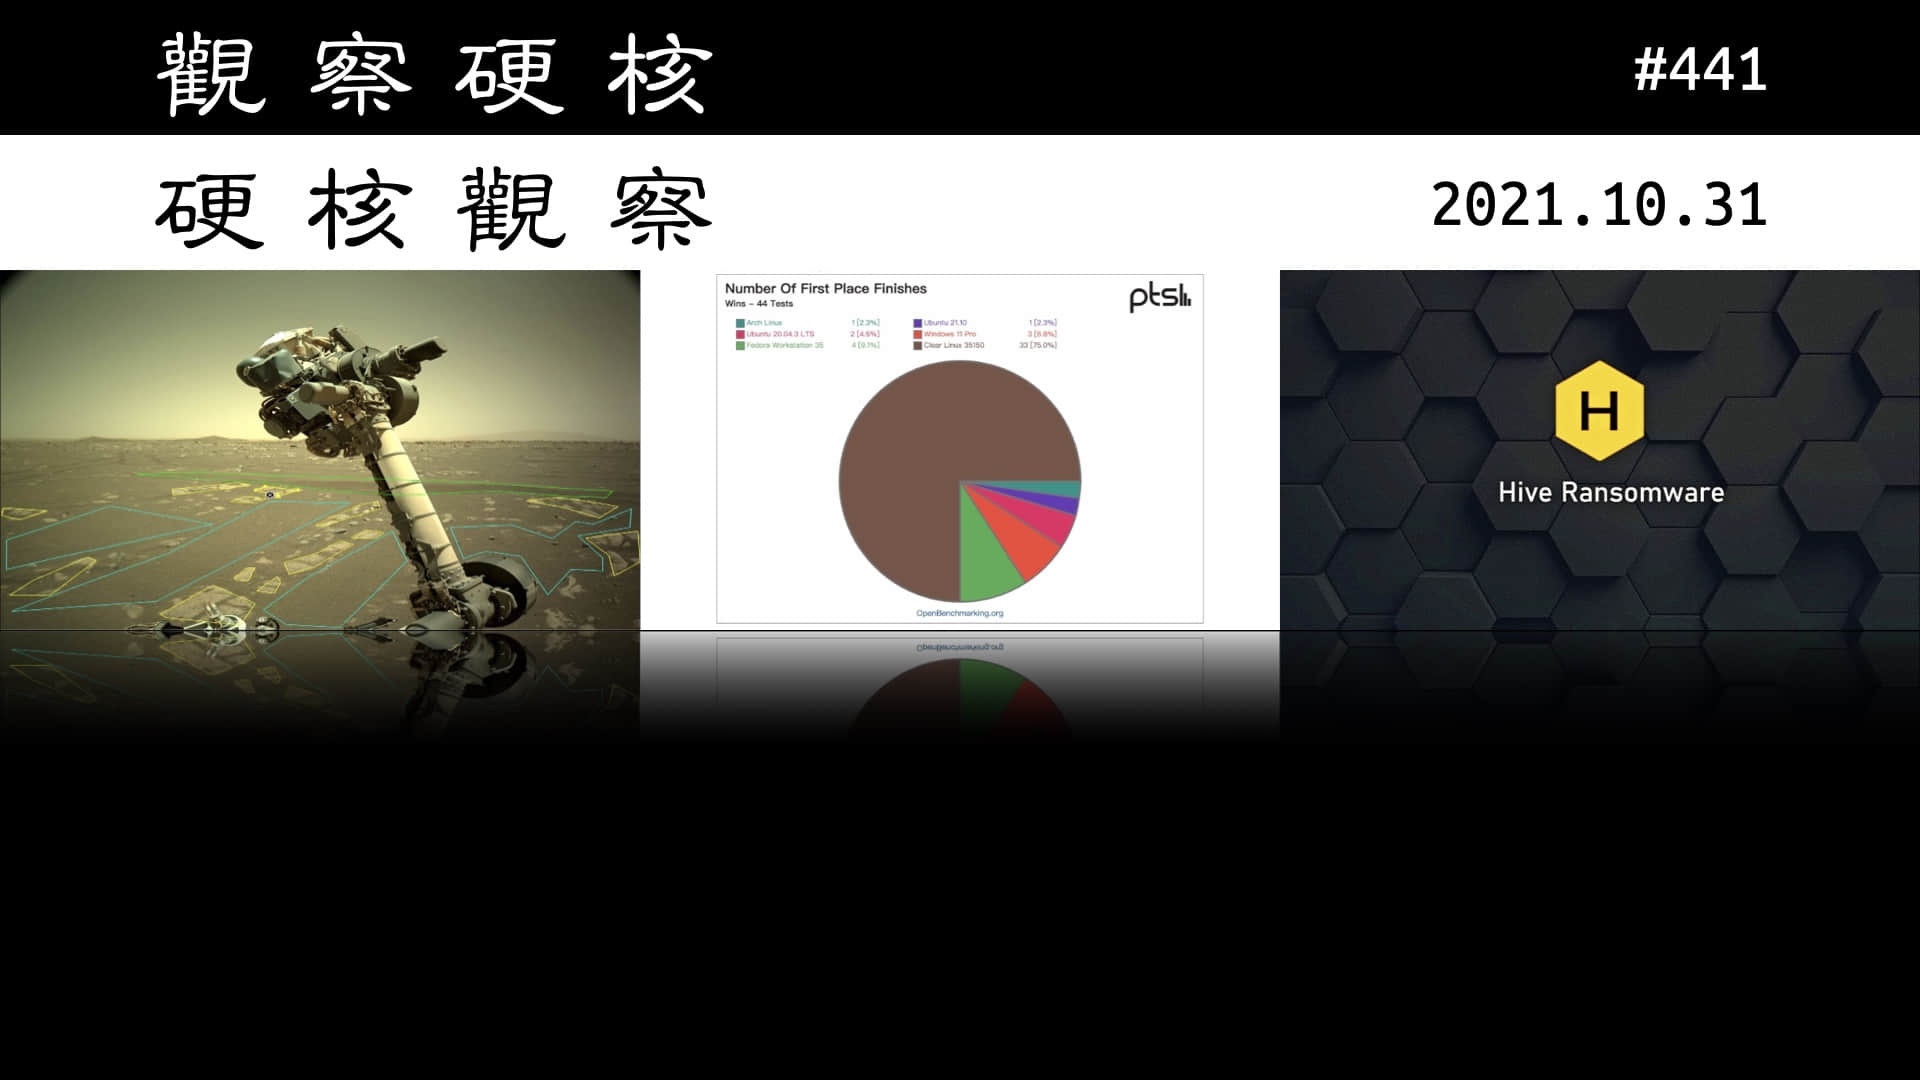 觀察硬核
#441
硬核觀察
2021.10.31
Number Of First Place Finishes
Wins - 44 Tests
ptsl
Arch Linux 1 [2.3%]
Ubuntu 21.10 1 [2.3%]
Ubuntu 20.04.3 LTS 2 [4.5%]
Windows 11 Pro 3 [6.8%]
Fedora Workstation 35 4 [9.1%]
Clear Linux 35150 33 [75.0%]
OpenBenchmarking.org
H
Hive Ransomware